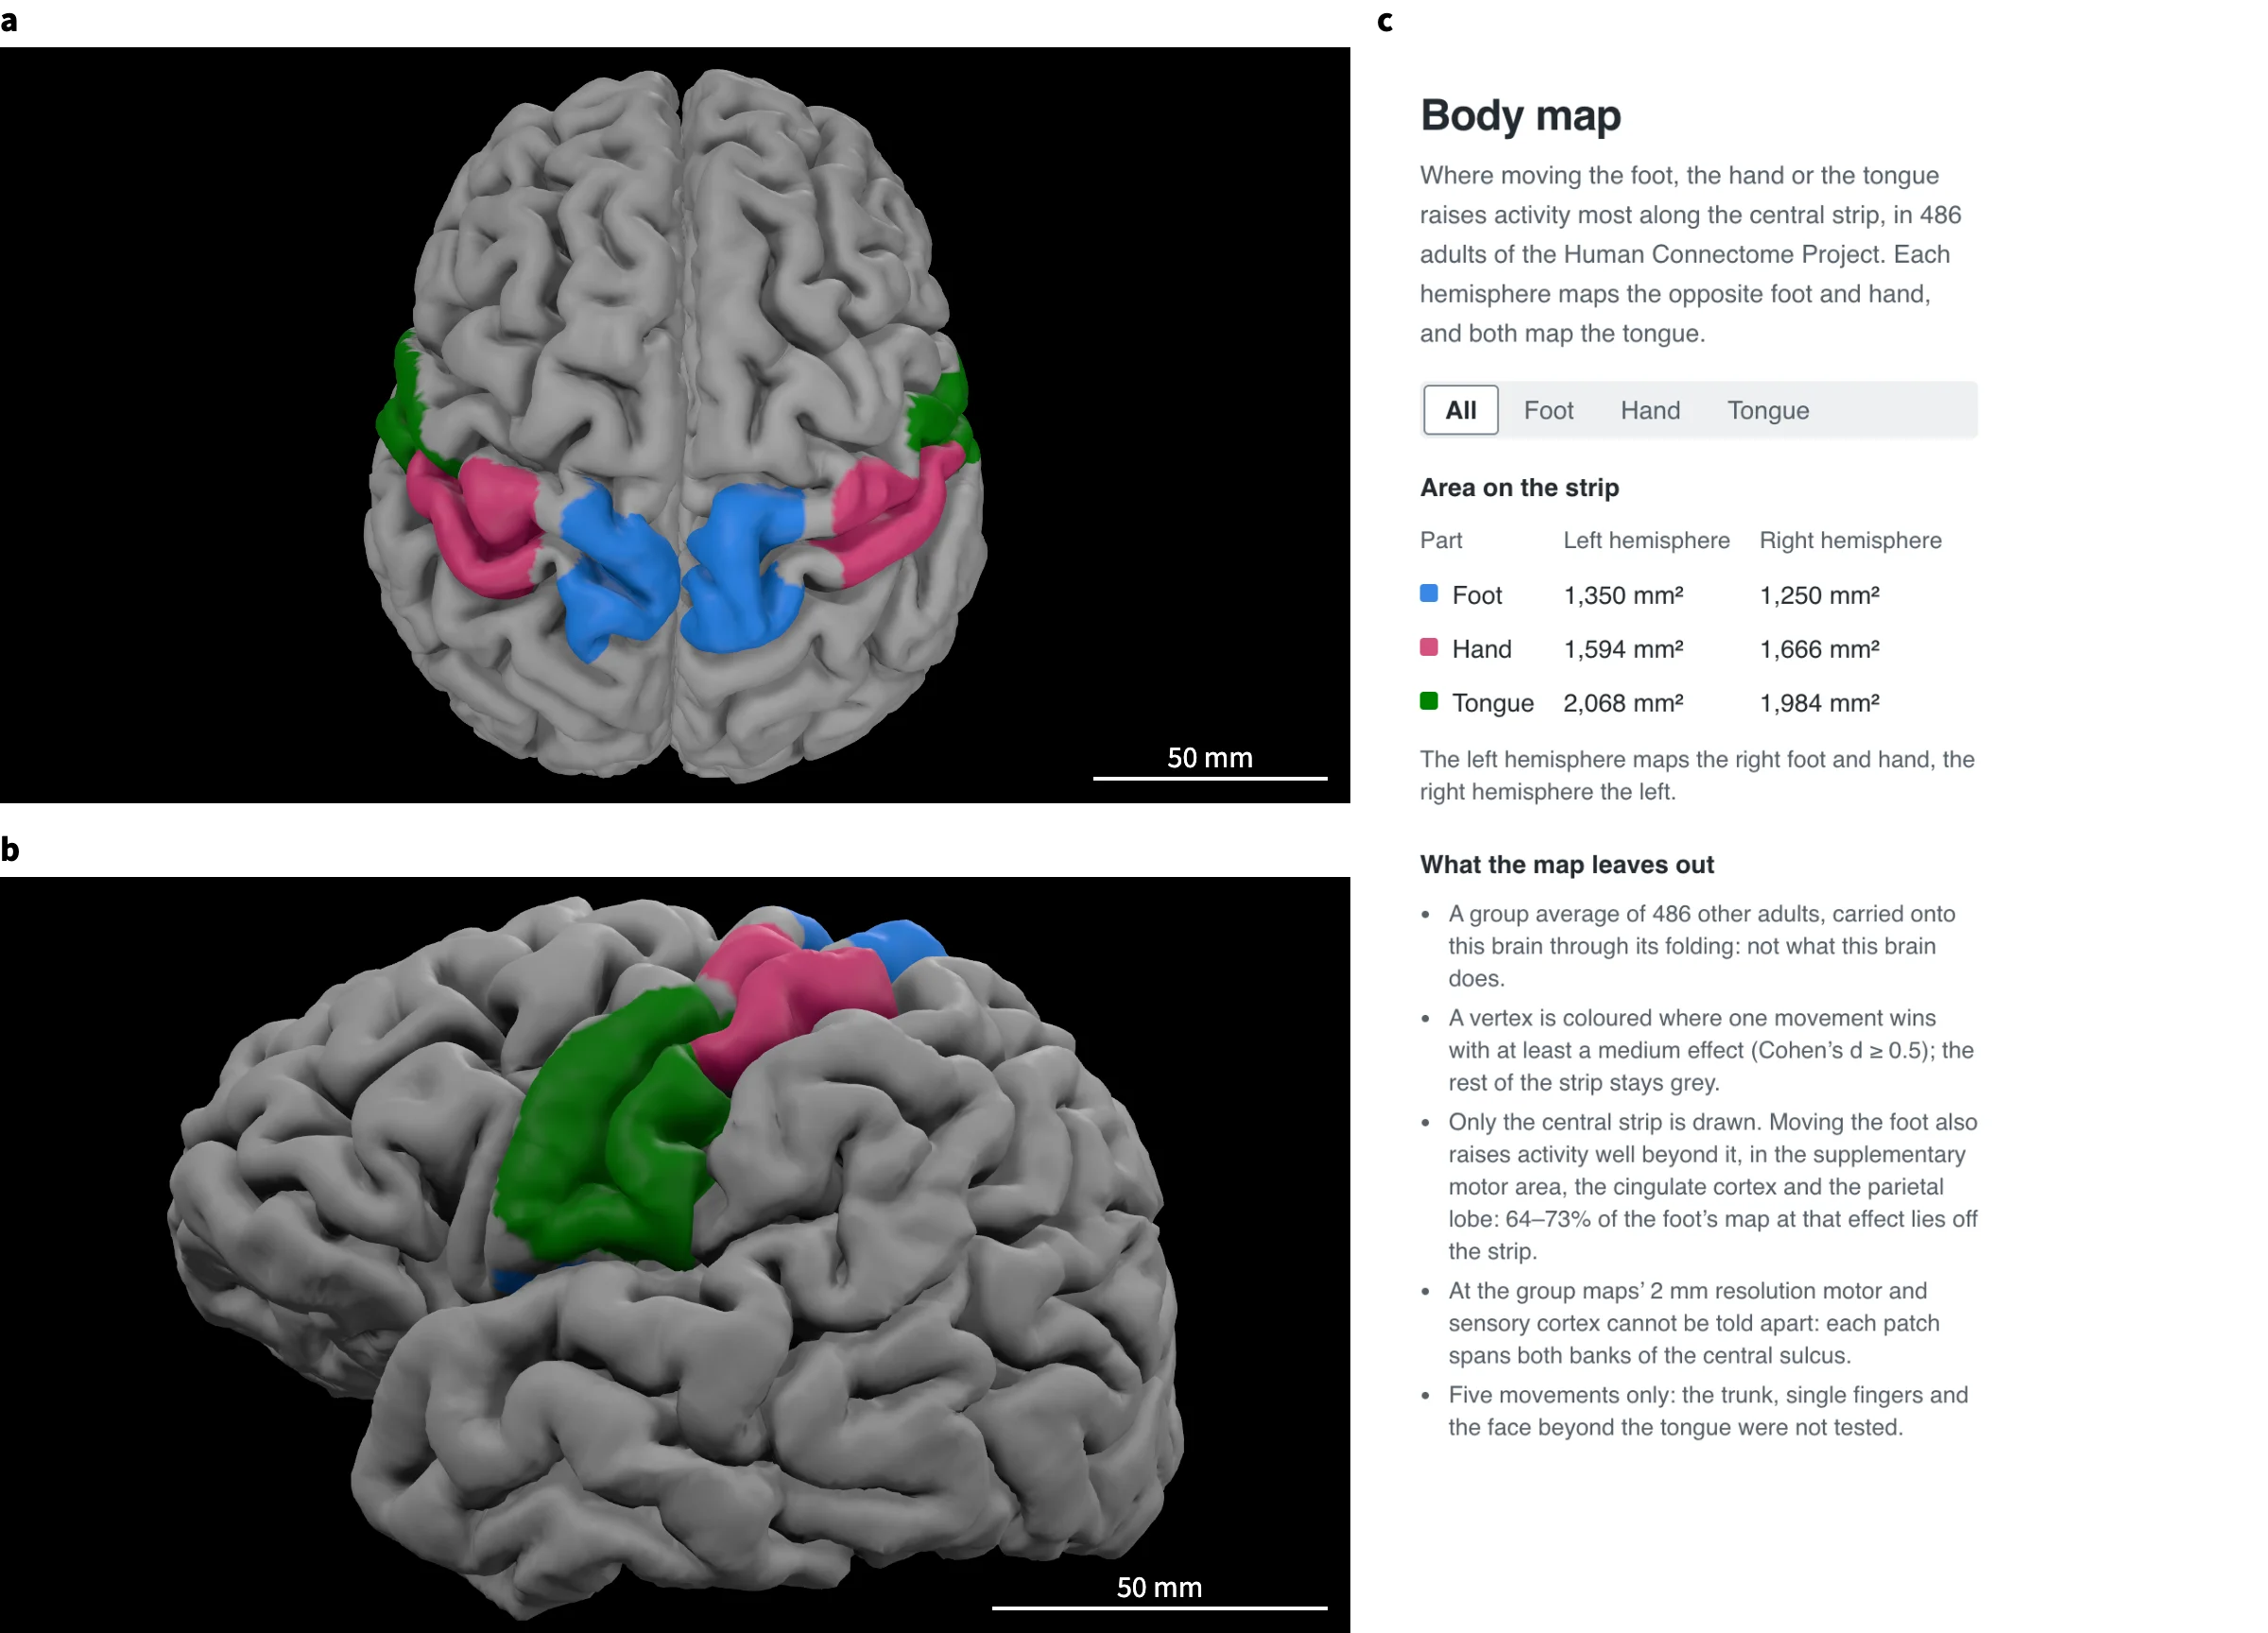 a
50 mm
b
50 mm
c
Body map
Where moving the foot, the hand or the tongue
raises activity most along the central strip, in 486
adults of the Human Connectome Project. Each
hemisphere maps the opposite foot and hand,
and both map the tongue.
All Foot Hand Tongue
Area on the strip
Part Left hemisphere Right hemisphere
Foot 1,350 mm² 1,250 mm²
Hand 1,594 mm² 1,666 mm²
Tongue 2,068 mm² 1,984 mm²
The left hemisphere maps the right foot and hand, the
right hemisphere the left.
What the map leaves out
• A group average of 486 other adults, carried onto
this brain through its folding: not what this brain
does.
• A vertex is coloured where one movement wins
with at least a medium effect (Cohen’s d ≥ 0.5); the
rest of the strip stays grey.
• Only the central strip is drawn. Moving the foot also
raises activity well beyond it, in the supplementary
motor area, the cingulate cortex and the parietal
lobe: 64–73% of the foot’s map at that effect lies off
the strip.
• At the group maps’ 2 mm resolution motor and
sensory cortex cannot be told apart: each patch
spans both banks of the central sulcus.
• Five movements only: the trunk, single fingers and
the face beyond the tongue were not tested.